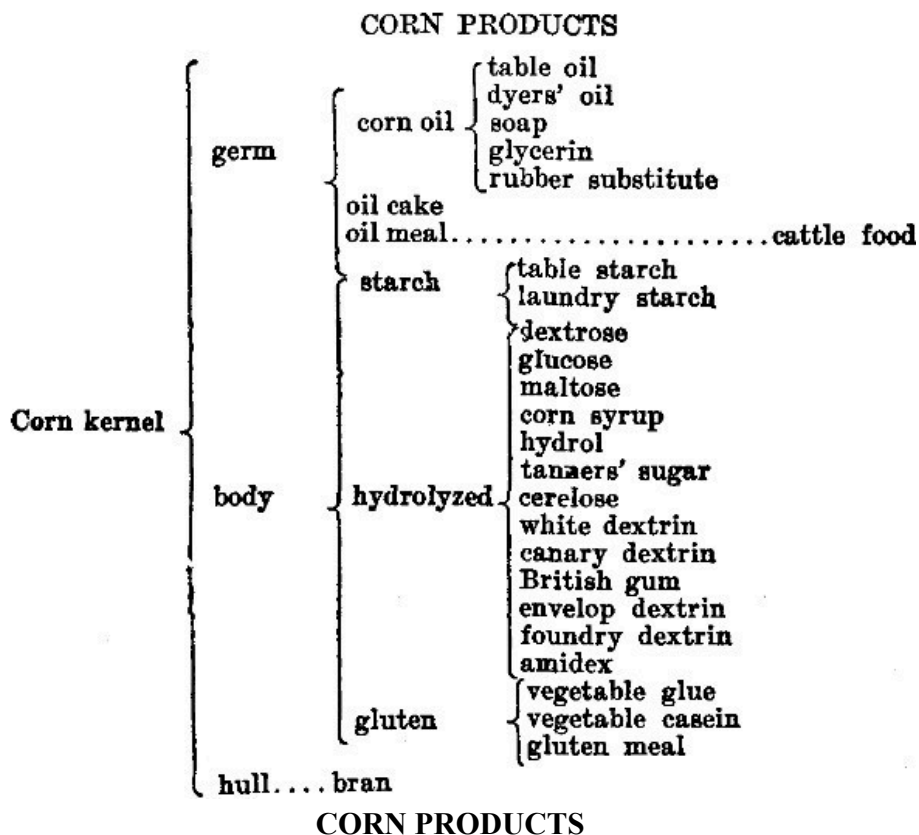 CORN PRODUCTS
table oil
dyers' oil
corn oil
soap
germ
glycerin
rubber substitute
oil cake
oil meal......................cattle food
table starch
starch
laundry starch
dextrose
glucose
maltose
Corn kernel
corn syrup
hydrol
tanners' sugar
body
hydrolyzed
cerelose
white dextrin
canary dextrin
British gum
envelop dextrin
foundry dextrin
amidex
vegetable glue
gluten
vegetable casein
gluten meal
hull....bran
CORN PRODUCTS